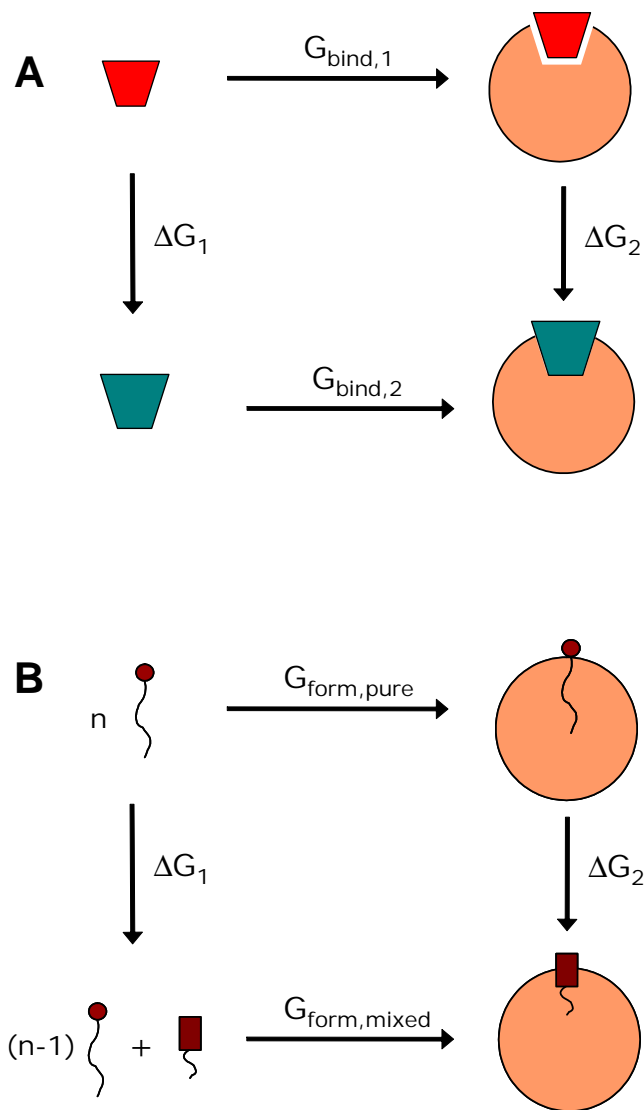 A
G_bind,1
ΔG_1
ΔG_2
G_bind,2
B
n
G_form,pure
ΔG_1
ΔG_2
(n-1) +
G_form,mixed